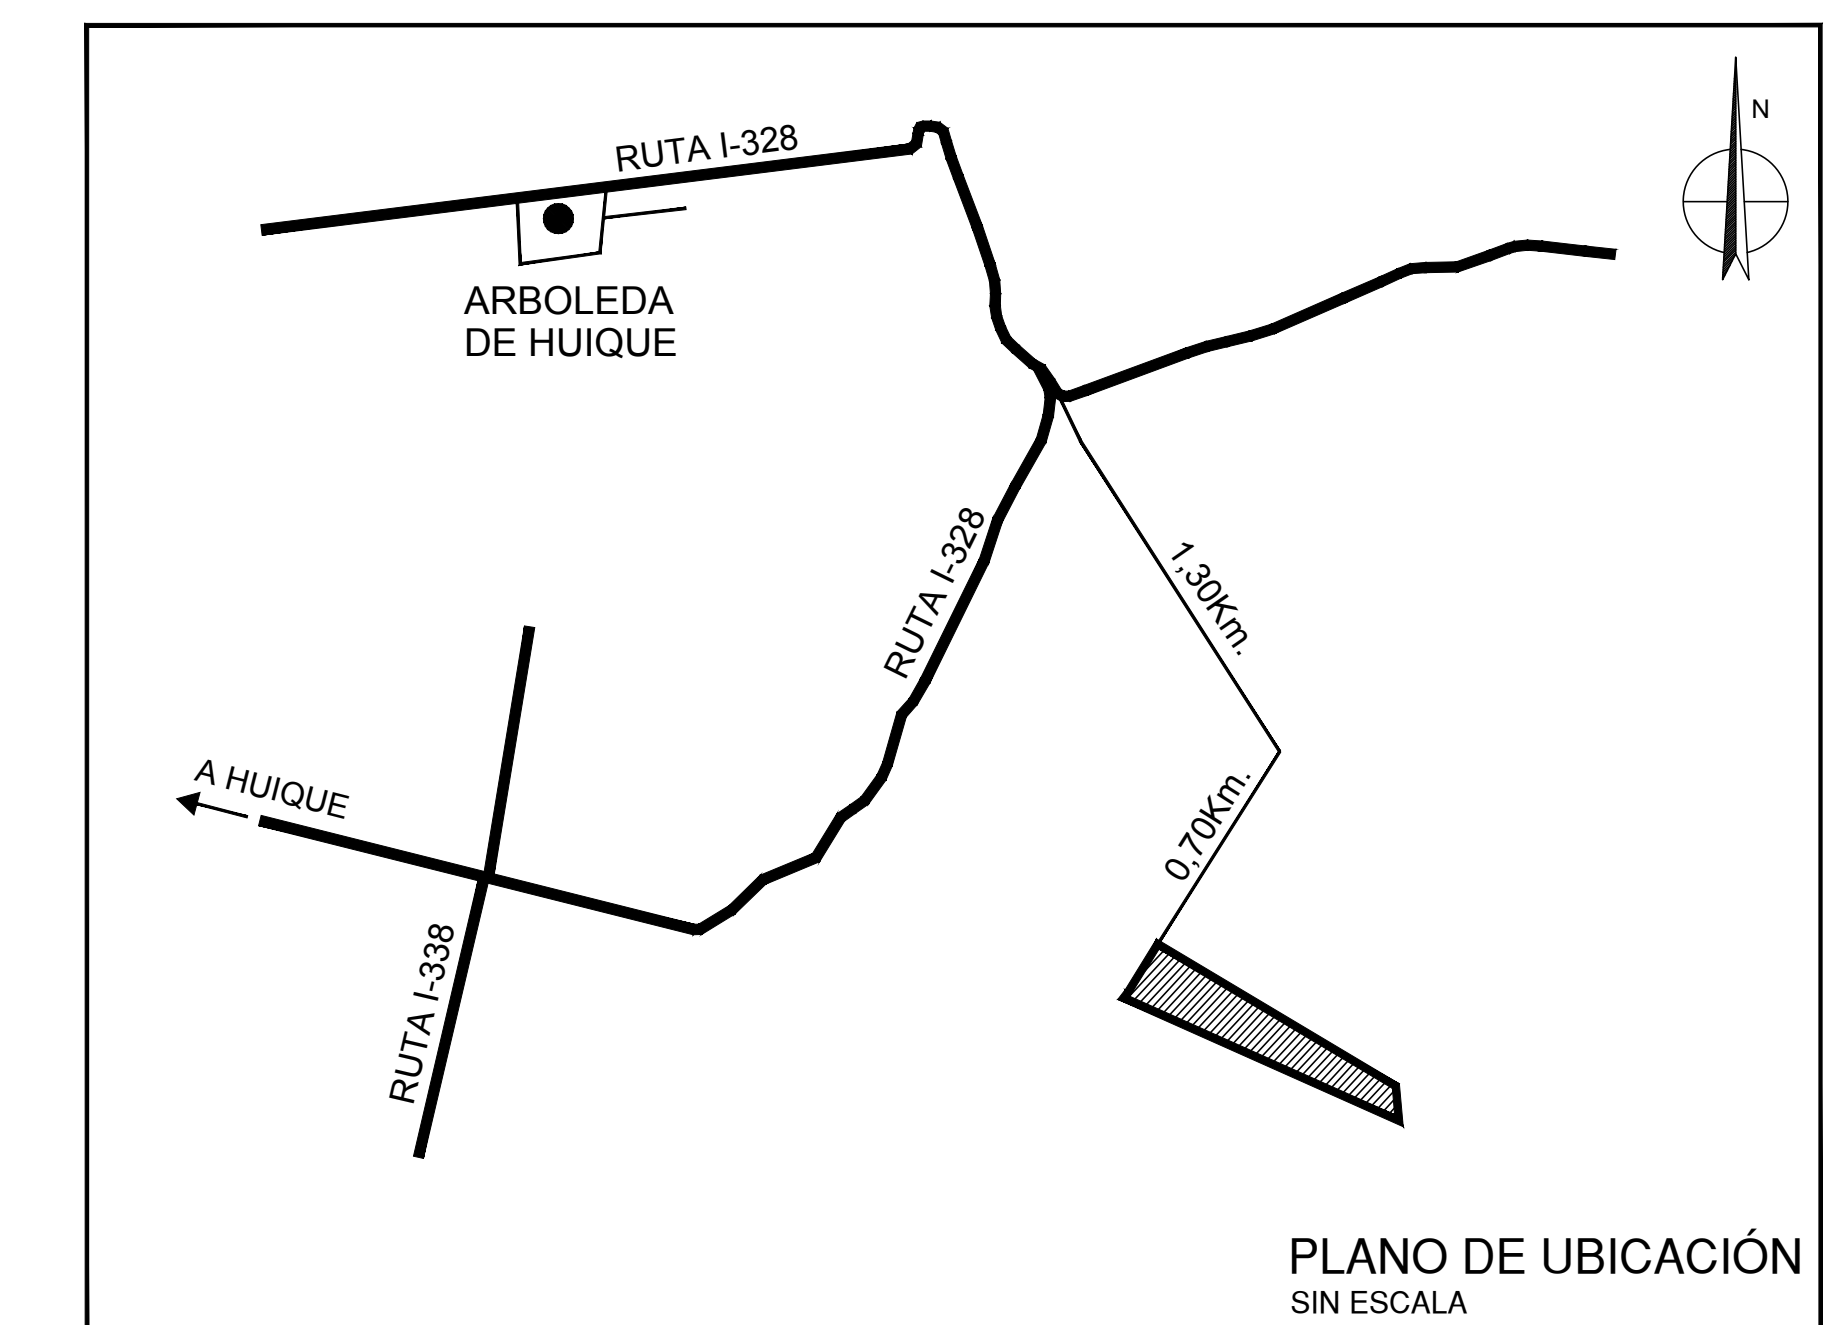 N
RUTA I-328
ARBOLEDA
DE HUIQUE
RUTA I-328
1,30Km.
A HUIQUE
0,70Km.
RUTA I-338
PLANO DE UBICACIÓN
SIN ESCALA